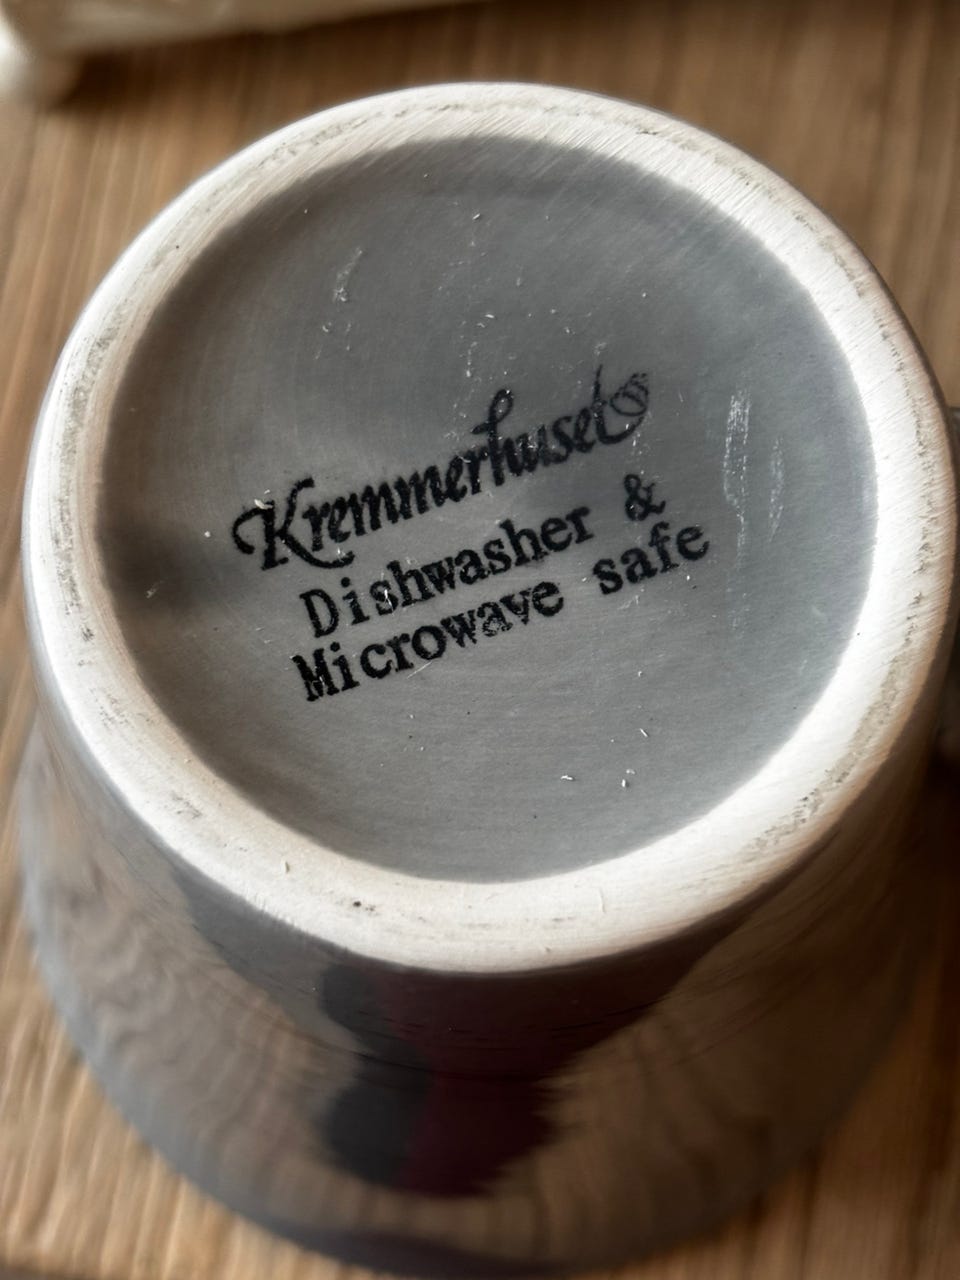 Kremmerhuset
Dishwasher &
Microwave safe